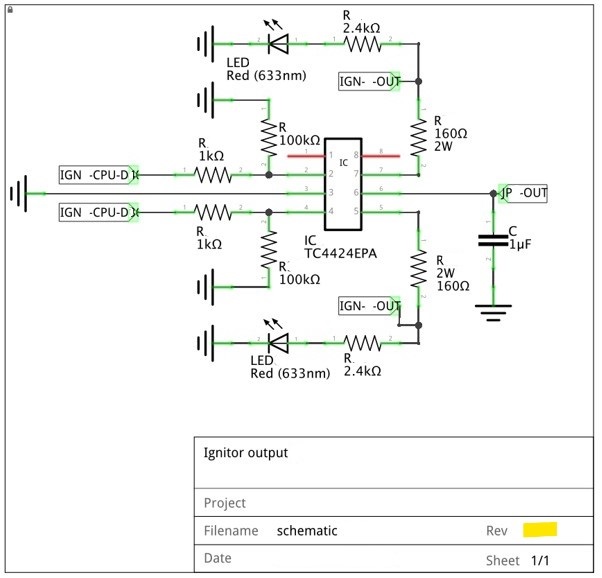 R
2.4kΩ
LED
Red (633nm)
IGN- -OUT
R
100kΩ
R
160Ω
2W
R.
1kΩ
IC
IGN -CPU-D
1
8
2
7
3
6
4
5
JP -OUT
IGN -CPU-D
R.
1kΩ
IC
TC4424EPA
C
1μF
R.
100kΩ
R
2W
160Ω
IGN- -OUT
LED
Red (633nm)
R.
2.4kΩ
Ignitor output
Project
Filename schematic Rev
Date Sheet 1/1